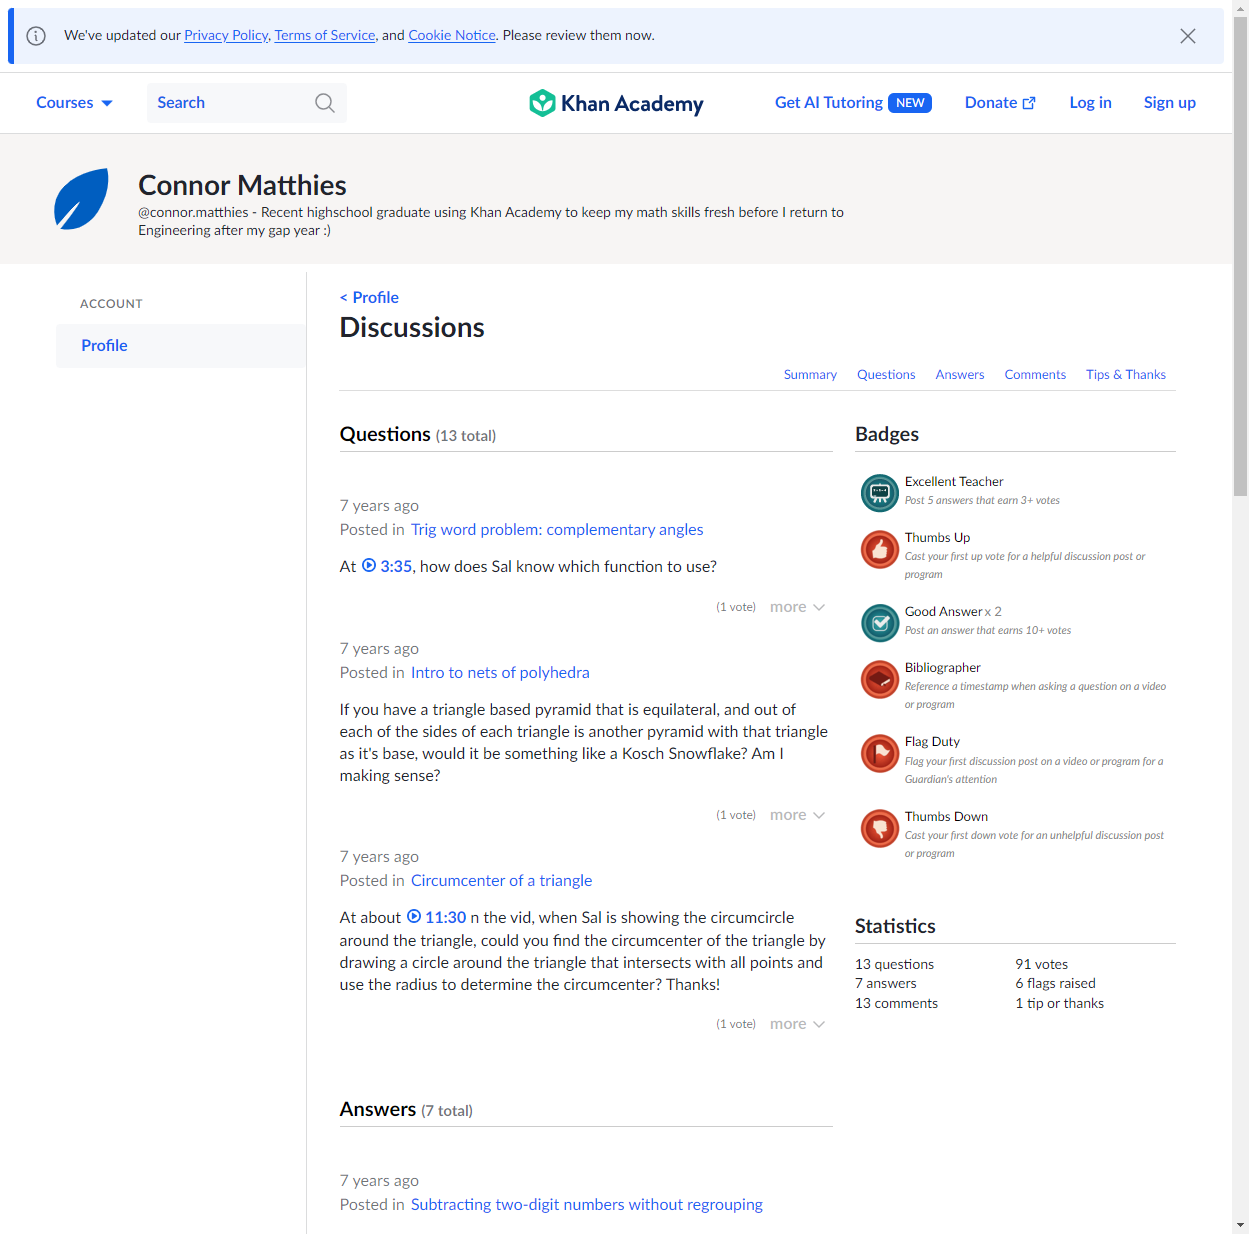 We've updated our Privacy Policy, Terms of Service, and Cookie Notice. Please review them now.
Courses
Search
Khan Academy
Get AI Tutoring NEW
Donate
Log in
Sign up
Connor Matthies
@connor.matthies - Recent highschool graduate using Khan Academy to keep my math skills fresh before I return to
Engineering after my gap year :)
ACCOUNT
Profile
< Profile
Discussions
Summary
Questions
Answers
Comments
Tips & Thanks
Questions (13 total)
7 years ago
Posted in Trig word problem: complementary angles
At 3:35, how does Sal know which function to use?
(1 vote) more
7 years ago
Posted in Intro to nets of polyhedra
If you have a triangle based pyramid that is equilateral, and out of
each of the sides of each triangle is another pyramid with that triangle
as it's base, would it be something like a Kosch Snowflake? Am I
making sense?
(1 vote) more
7 years ago
Posted in Circumcenter of a triangle
At about 11:30 n the vid, when Sal is showing the circumcircle
around the triangle, could you find the circumcenter of the triangle by
drawing a circle around the triangle that intersects with all points and
use the radius to determine the circumcenter? Thanks!
(1 vote) more
Answers (7 total)
7 years ago
Posted in Subtracting two-digit numbers without regrouping
Badges
Excellent Teacher
Post 5 answers that earn 3+ votes
Thumbs Up
Cast your first up vote for a helpful discussion post or
program
Good Answer x 2
Post an answer that earns 10+ votes
Bibliographer
Reference a timestamp when asking a question on a video
or program
Flag Duty
Flag your first discussion post on a video or program for a
Guardian's attention
Thumbs Down
Cast your first down vote for an unhelpful discussion post
or program
Statistics
13 questions
7 answers
13 comments
91 votes
6 flags raised
1 tip or thanks